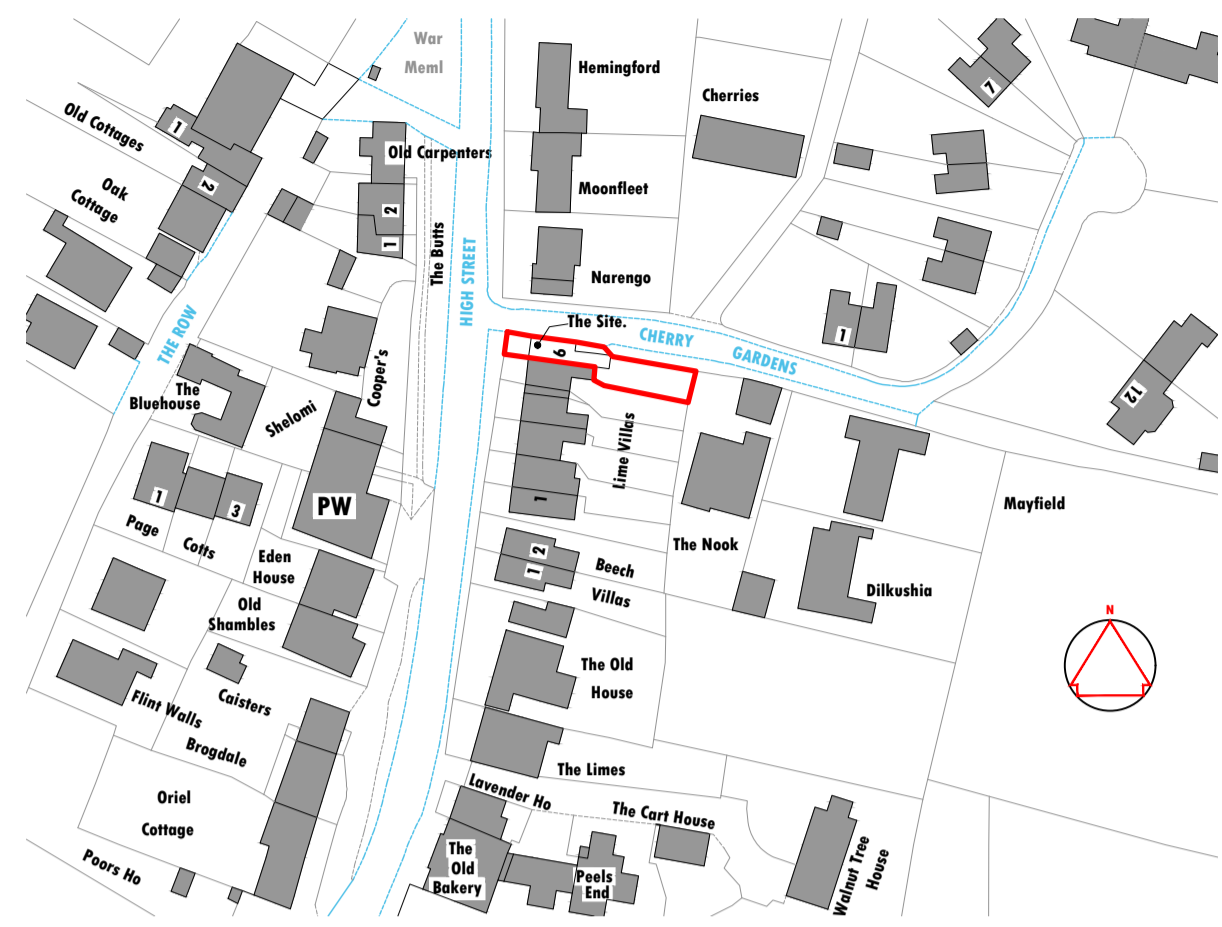 War
Meml
Hemingford
Cherries
7
Old Cottages
1
Old Carpenters
2
Oak
Cottage
Moonfleet
2
1
The Butts
HIGH STREET
Narengo
THE ROW
The Site.
CHERRY
GARDENS
1
6
Cooper's
The
Bluehouse
Shelomi
12
Lime Villas
1
3
PW
1
Mayfield
Page
Cotts
Eden
House
The Nook
2
1
Beech
Villas
Dilkushia
Old
Shambles
N
The Old
House
Caisters
Flint Walls
Brogdale
The Limes
Oriel
Cottage
Lavender Ho
The Cart House
Poors Ho
The
Old
Bakery
Peels
End
Walnut Tree
House